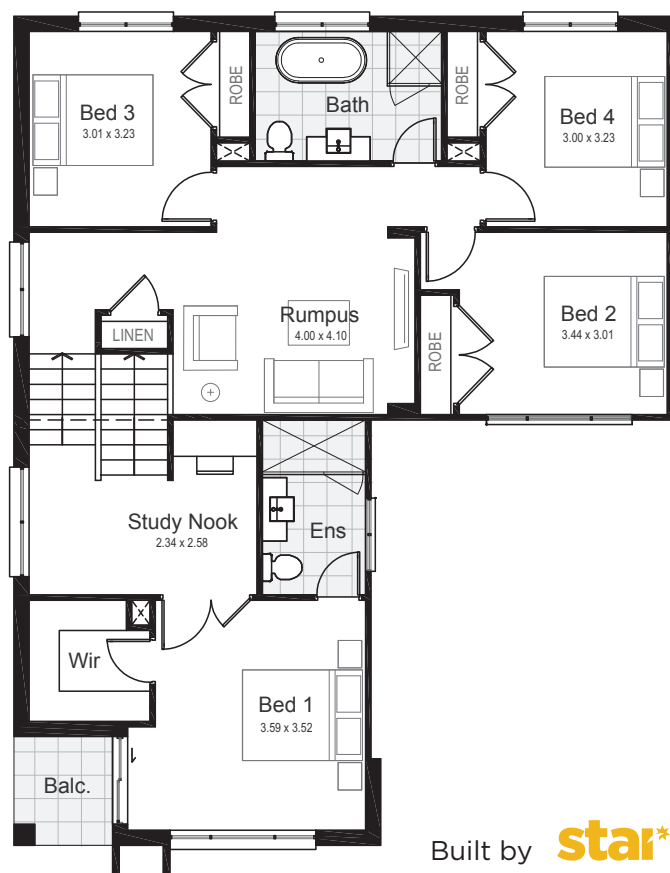 Bed 3
3.01 x 3.23
ROBE
Bath
ROBE
Bed 4
3.00 x 3.23
LINEN
Rumpus
4.00 x 4.10
ROBE
Bed 2
3.44 x 3.01
Study Nook
2.34 x 2.58
Ens
x
Wir
Bed 1
3.59 x 3.52
Balc.
Built by star